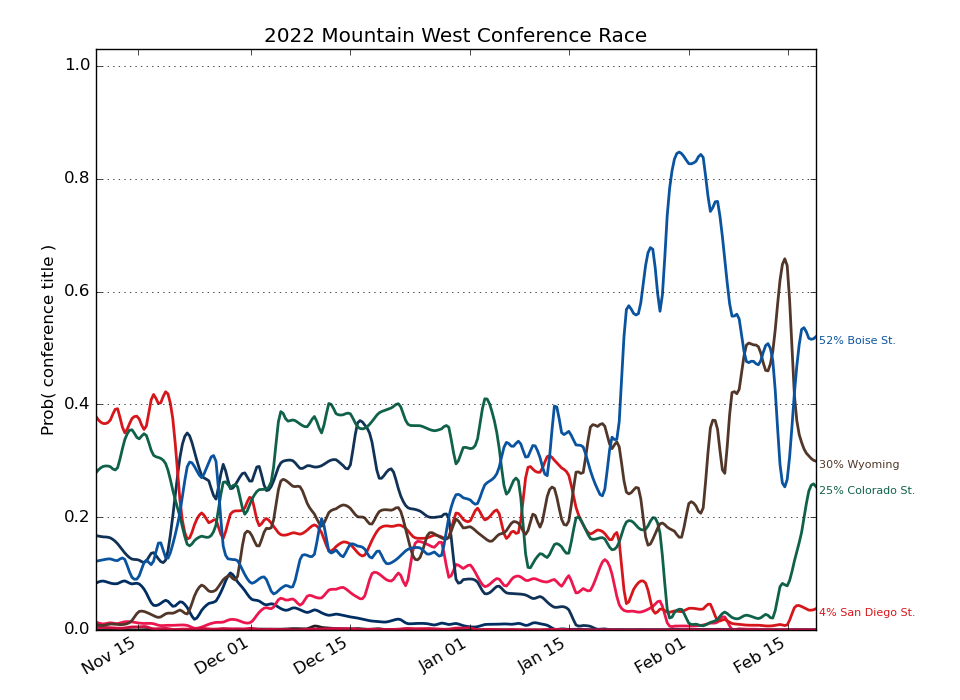 2022 Mountain West Conference Race
Prob( conference title )
1.0
0.8
0.6
0.4
0.2
0.0
52% Boise St.
30% Wyoming
25% Colorado St.
4% San Diego St.
Nov 15
Dec 01
Dec 15
Jan 01
Jan 15
Feb 01
Feb 15